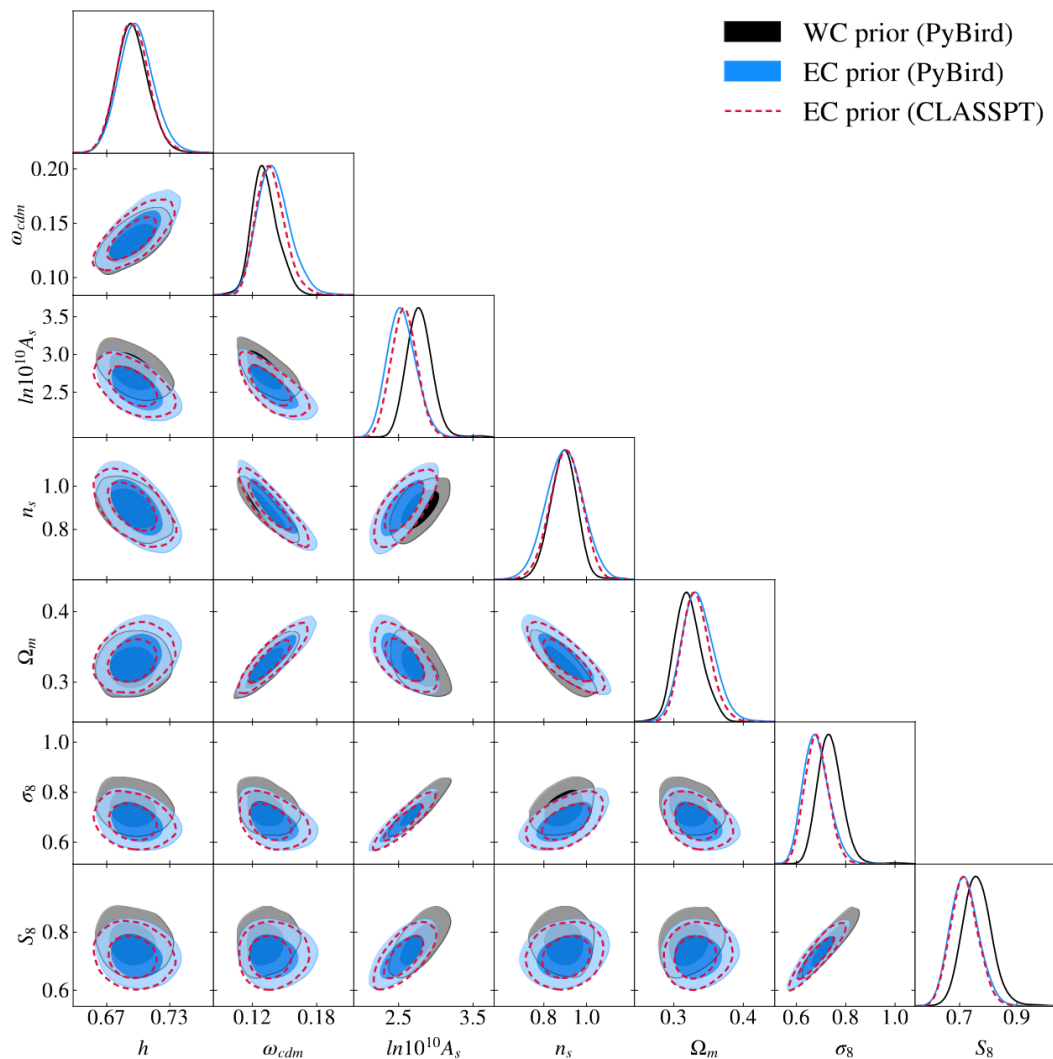 WC prior (PyBird)
EC prior (PyBird)
EC prior (CLASSPT)
0.20
0.15
0.10
ω_cdm
3.5
3.0
2.5
ln10^10 A_s
1.0
0.8
n_s
0.4
0.3
Ω_m
1.0
0.8
0.6
σ_8
0.8
0.6
S_8
0.67 0.73 0.12 0.18 2.5 3.5 0.8 1.0 0.3 0.4 0.6 0.8 1.0 0.7 0.9
h ω_cdm ln10^10 A_s n_s Ω_m σ_8 S_8